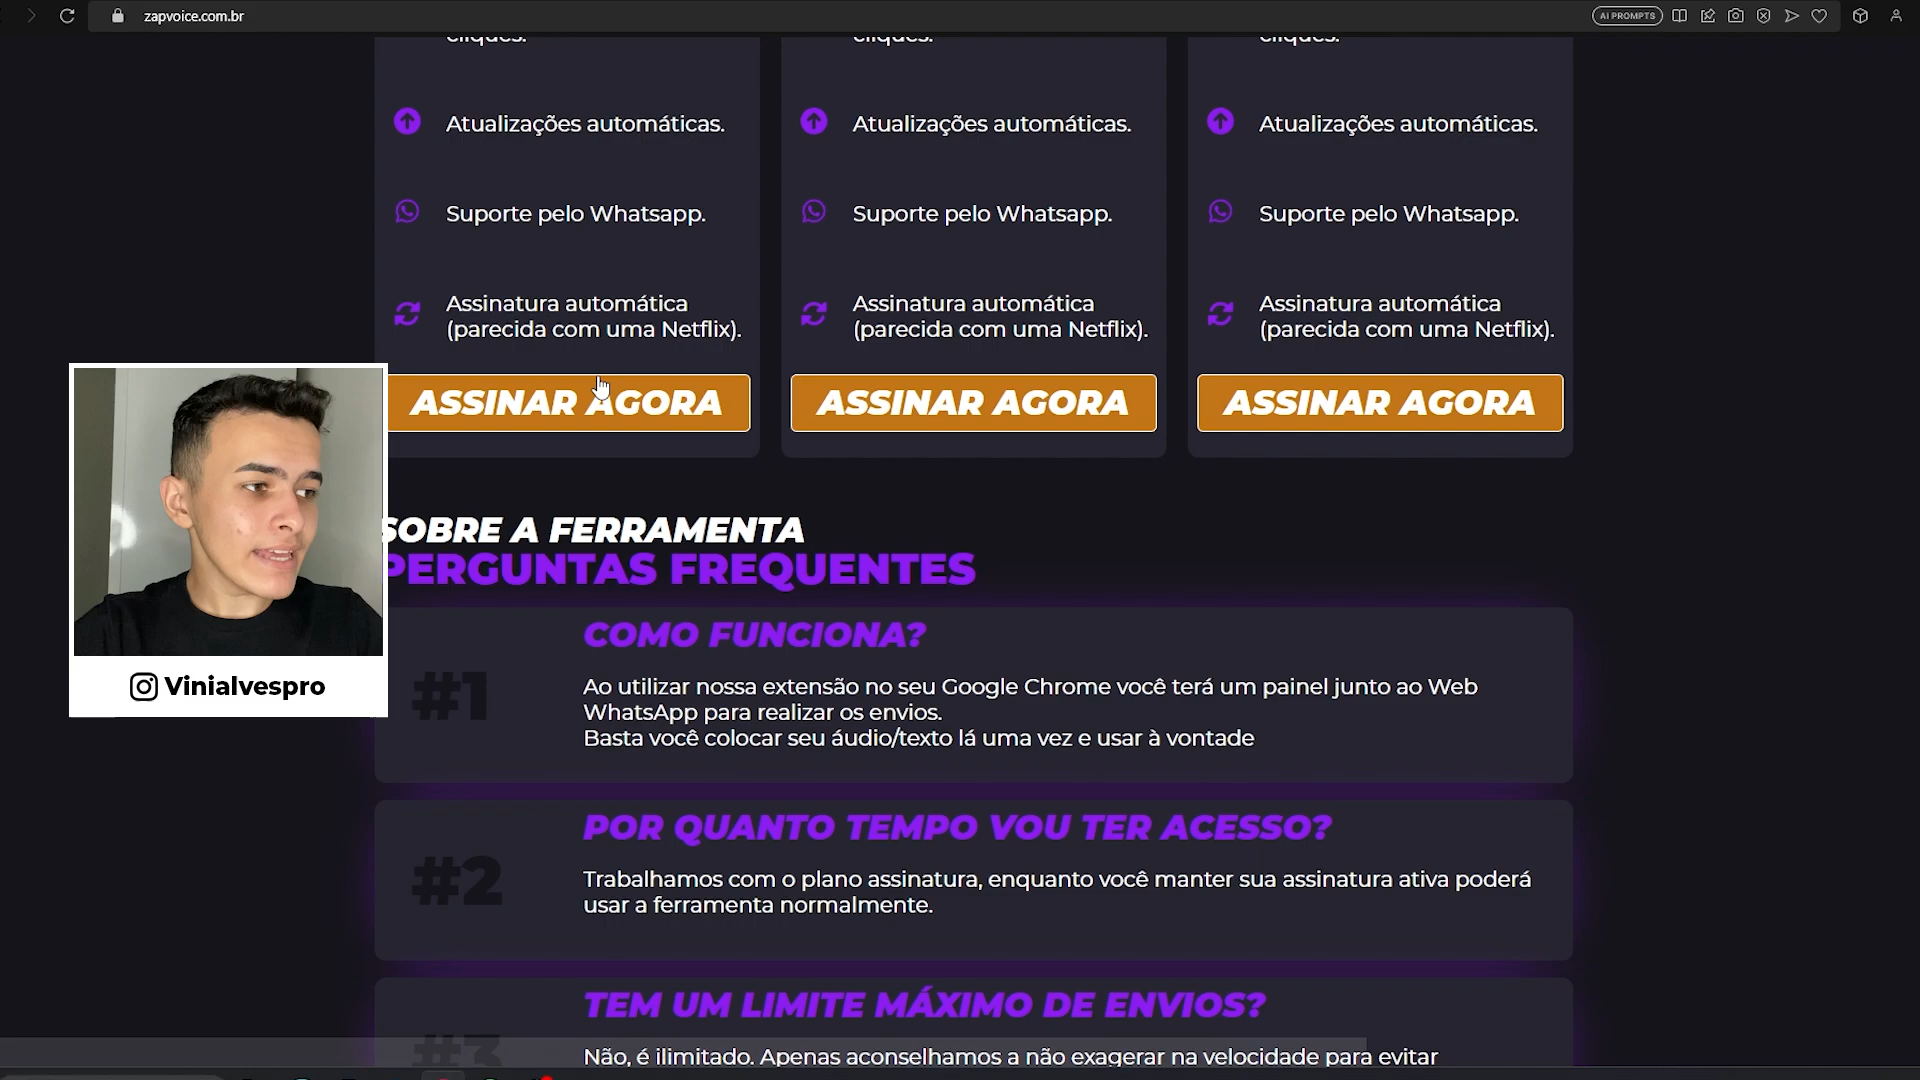 zapvoice.com.br
AI PROMPTS
cliques.
cliques.
cliques.
Atualizações automáticas.
Atualizações automáticas.
Atualizações automáticas.
Suporte pelo Whatsapp.
Suporte pelo Whatsapp.
Suporte pelo Whatsapp.
Assinatura automática
(parecida com uma Netflix).
Assinatura automática
(parecida com uma Netflix).
Assinatura automática
(parecida com uma Netflix).
ASSINAR AGORA
ASSINAR AGORA
ASSINAR AGORA
Vinialvespro
SOBRE A FERRAMENTA
PERGUNTAS FREQUENTES
#1
COMO FUNCIONA?
Ao utilizar nossa extensão no seu Google Chrome você terá um painel junto ao Web
WhatsApp para realizar os envios.
Basta você colocar seu áudio/texto lá uma vez e usar à vontade
#2
POR QUANTO TEMPO VOU TER ACESSO?
Trabalhamos com o plano assinatura, enquanto você manter sua assinatura ativa poderá
usar a ferramenta normalmente.
#3
TEM UM LIMITE MÁXIMO DE ENVIOS?
Não, é ilimitado. Apenas aconselhamos a não exagerar na velocidade para evitar